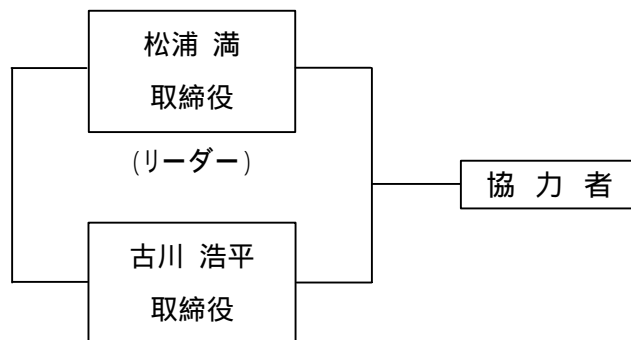 松浦 満
取締役
(リーダー)
協 力 者
古川 浩平
取締役